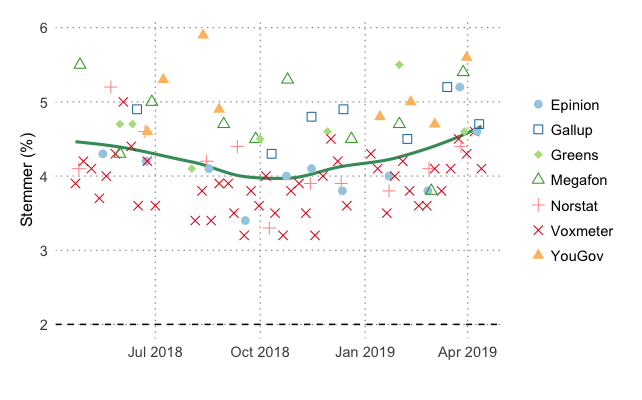 6
5
4
3
2
Stemmer (%)
Jul 2018
Oct 2018
Jan 2019
Apr 2019
Epinion
Gallup
Greens
Megafon
Norstat
Voxmeter
YouGov